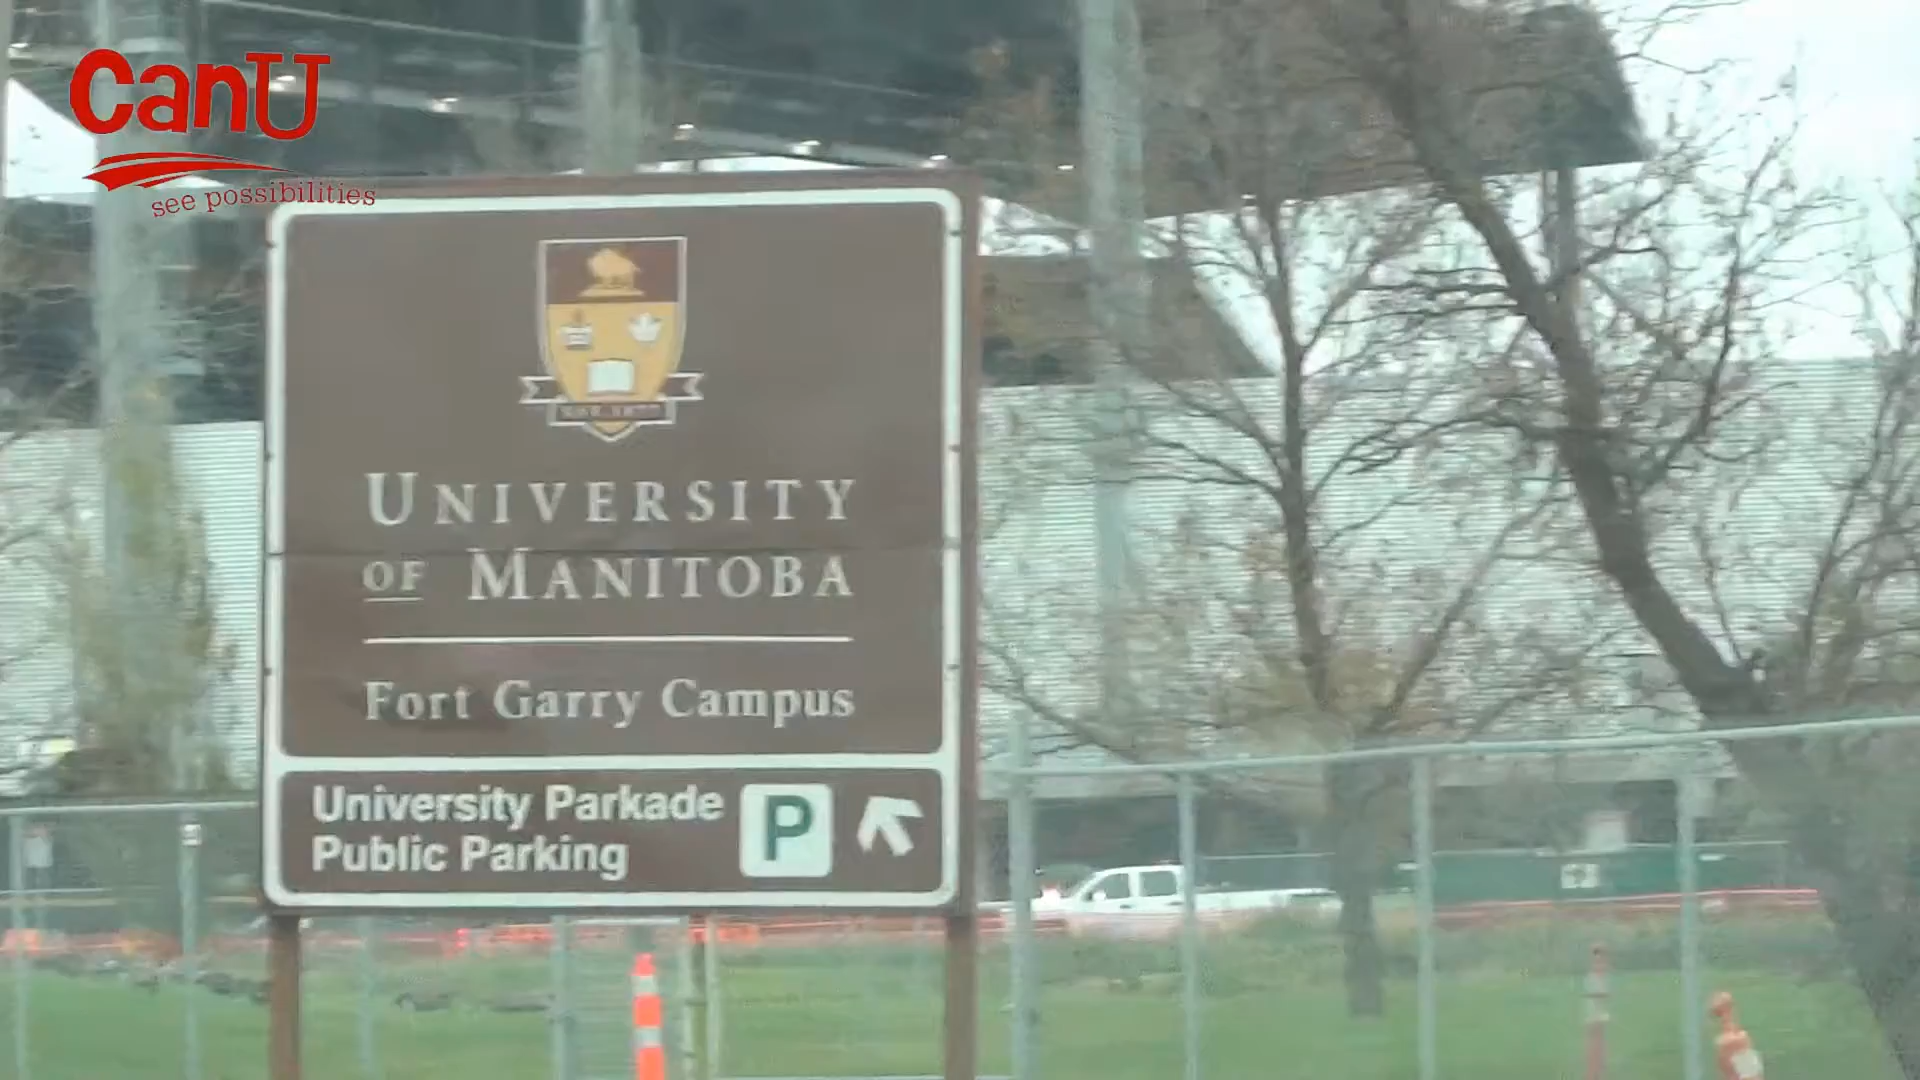 CanU
see possibilities
UNIVERSITY
OF MANITOBA
Fort Garry Campus
University Parkade
Public Parking
P